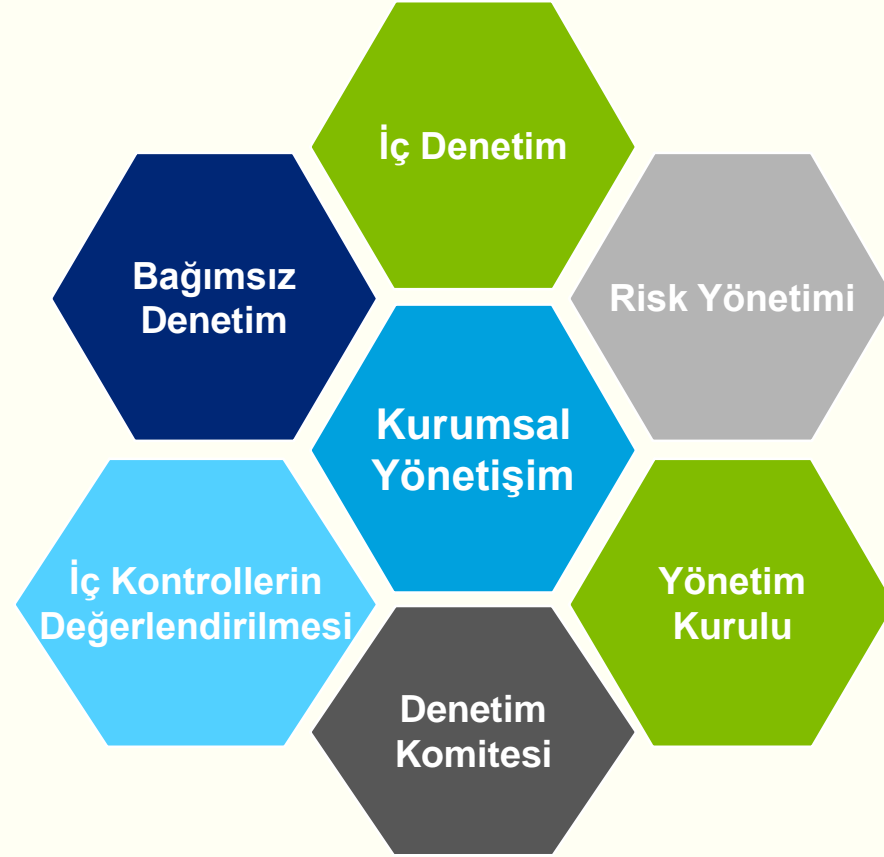 İç Denetim
Bağımsız
Denetim
Risk Yönetimi
Kurumsal
Yönetişim
İç Kontrollerin
Değerlendirilmesi
Yönetim
Kurulu
Denetim
Komitesi